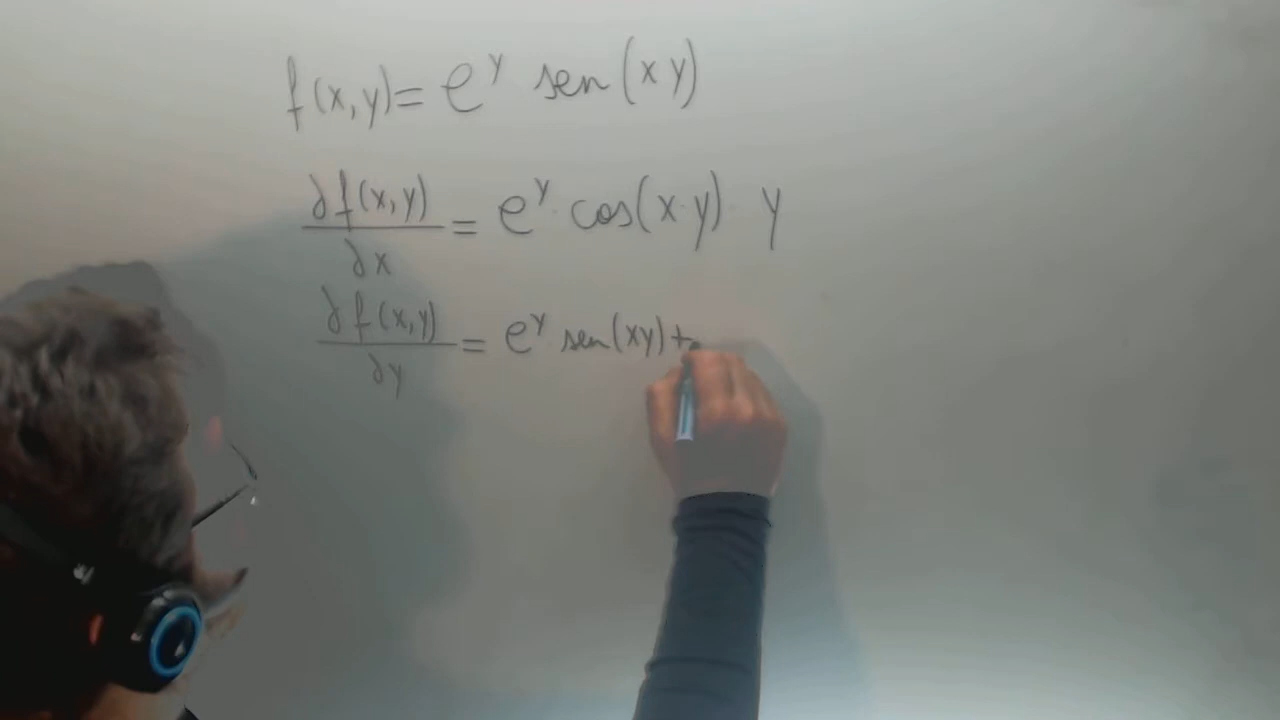 f(x,y)= e^y sen(xy)
∂f(x,y)/∂x = e^y · cos(x·y) · y
∂f(x,y)/∂y = e^y sen(xy)+